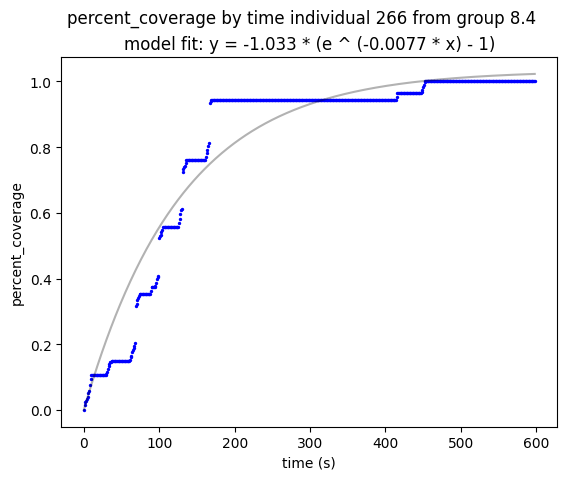 percent_coverage by time individual 266 from group 8.4
model fit: y = -1.033 * (e ^ (-0.0077 * x) - 1)
1.0
0.8
0.6
0.4
0.2
0.0
percent_coverage
0 100 200 300 400 500 600
time (s)